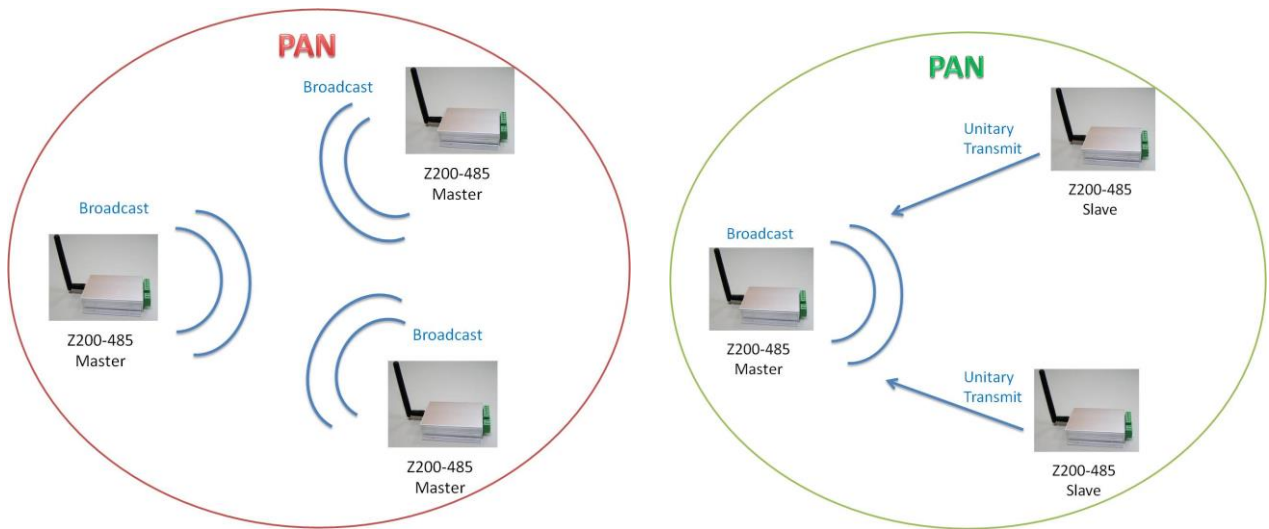 PAN
Broadcast
Z200-485
Master
Broadcast
Z200-485
Master
Broadcast
Z200-485
Master
PAN
Unitary
Transmit
Z200-485
Slave
Broadcast
Z200-485
Master
Unitary
Transmit
Z200-485
Slave